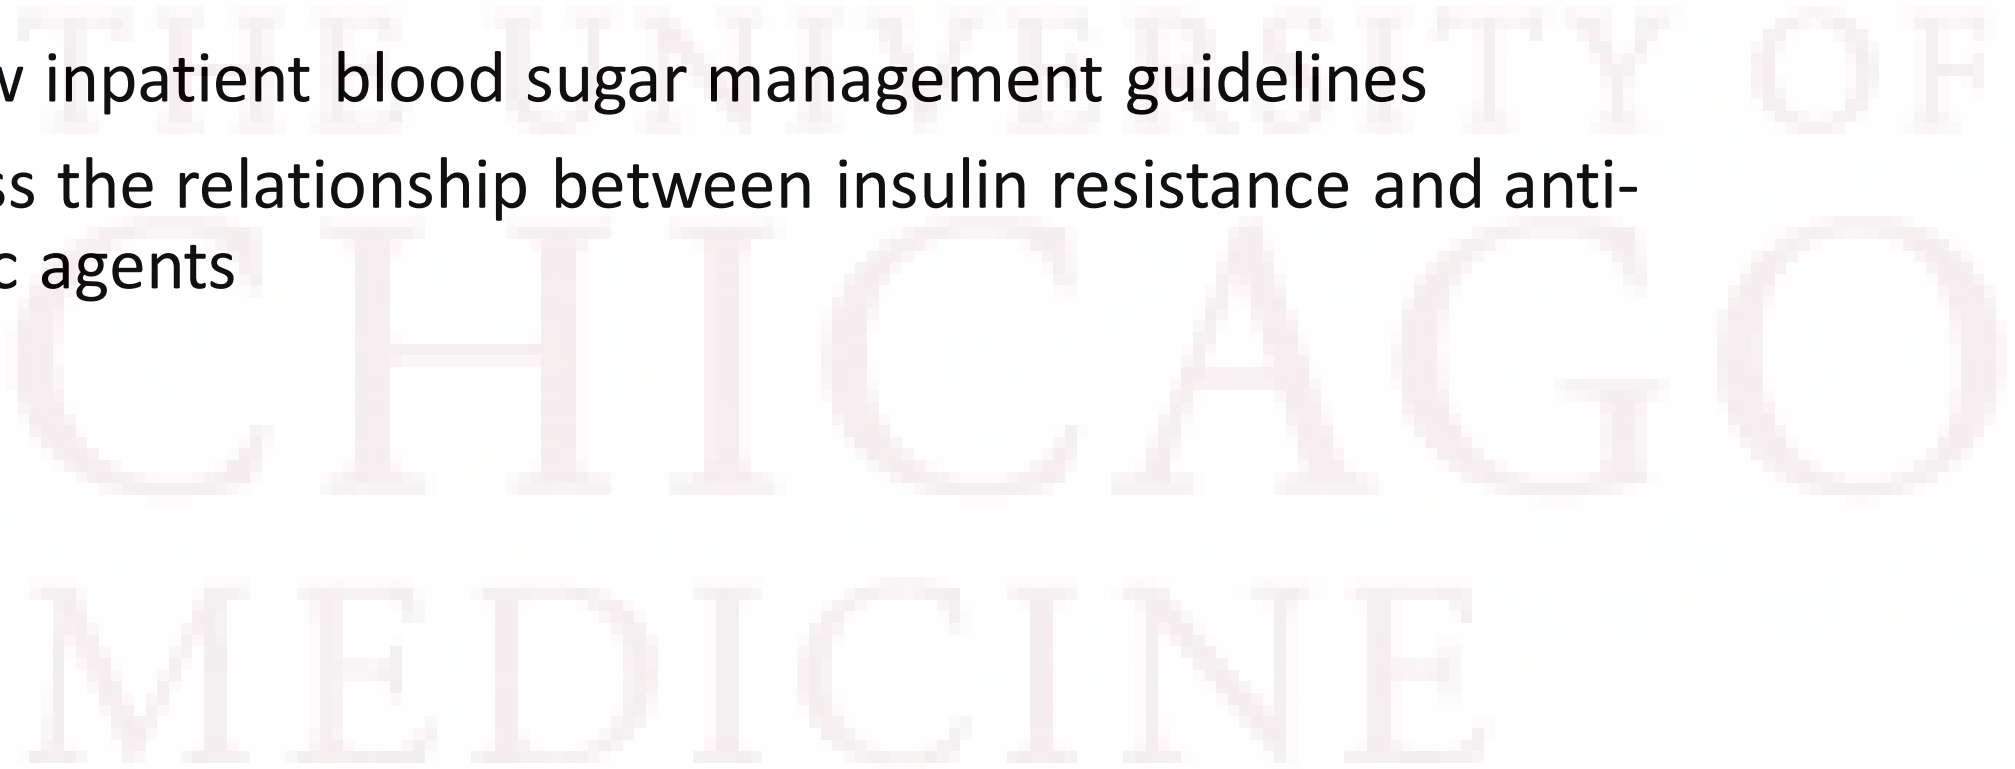 THE UNIVERSITY OF
w inpatient blood sugar management guidelines
ss the relationship between insulin resistance and anti-
c agents
CHICAGO
MEDICINE